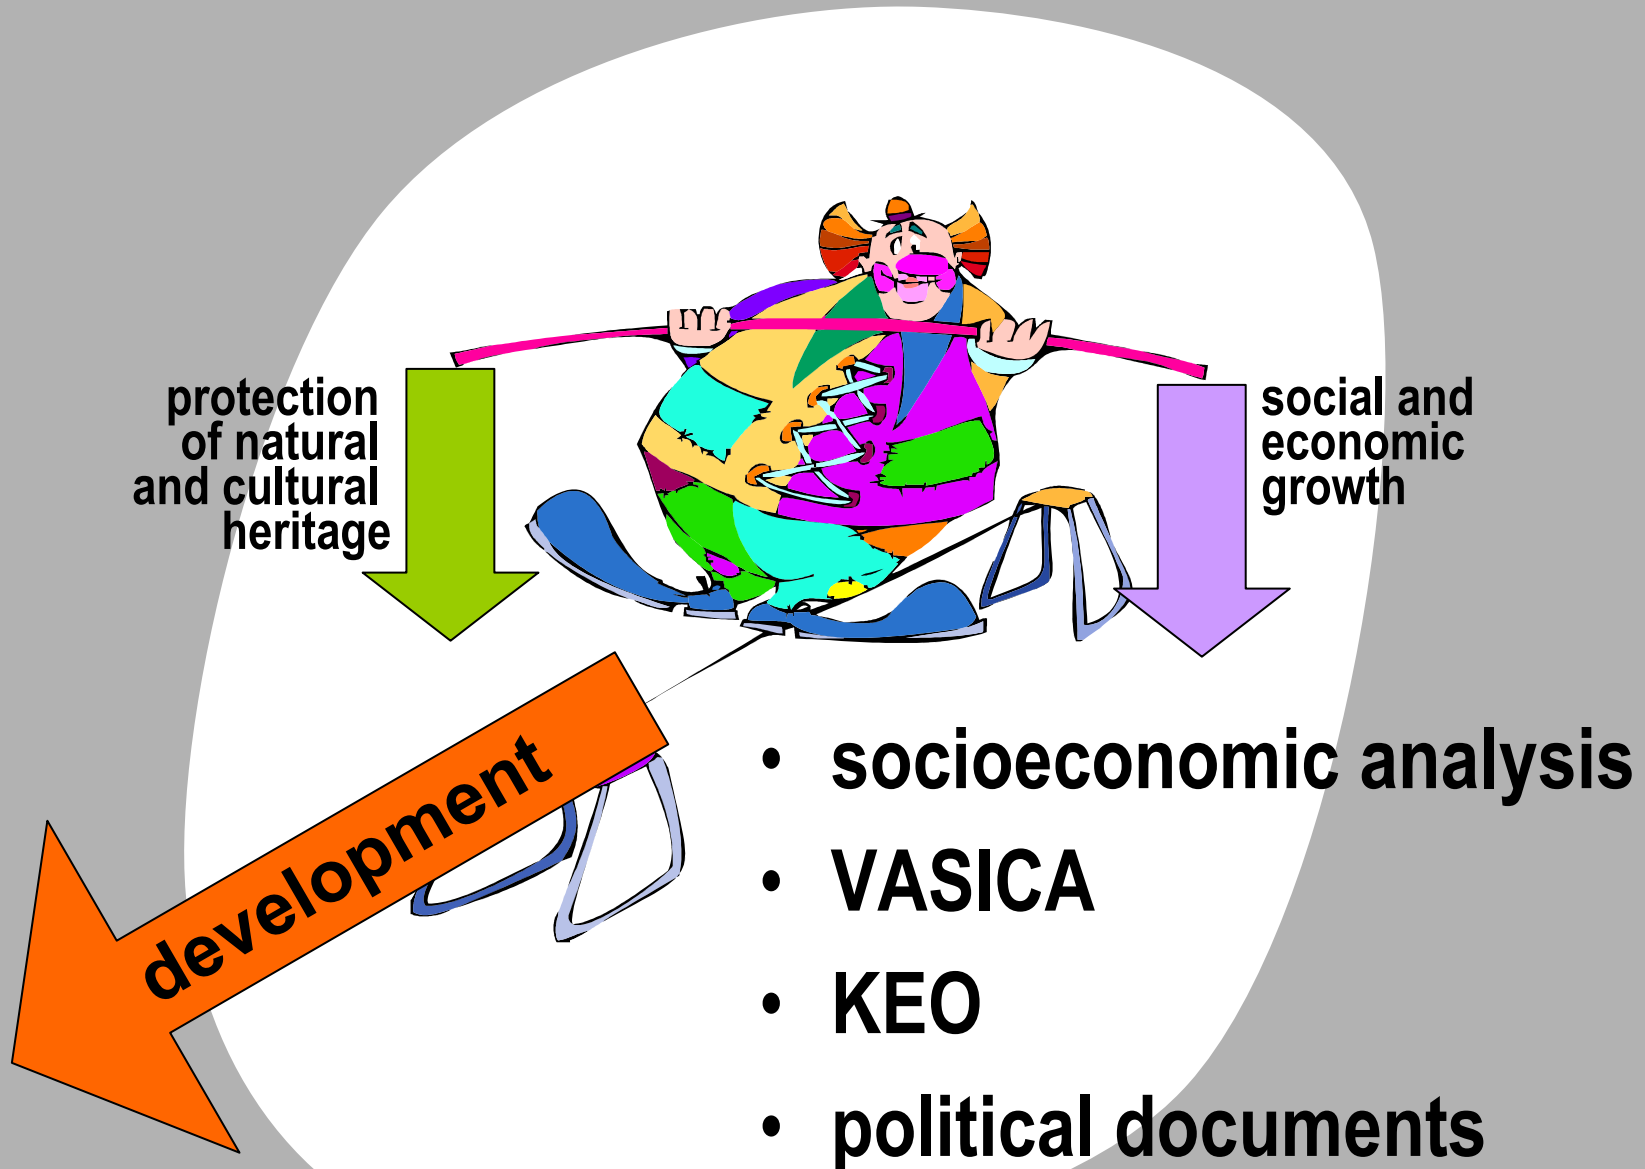 protection
of natural
and cultural
heritage
social and
economic
growth
development
• socioeconomic analysis
• VASICA
• KEO
• political documents